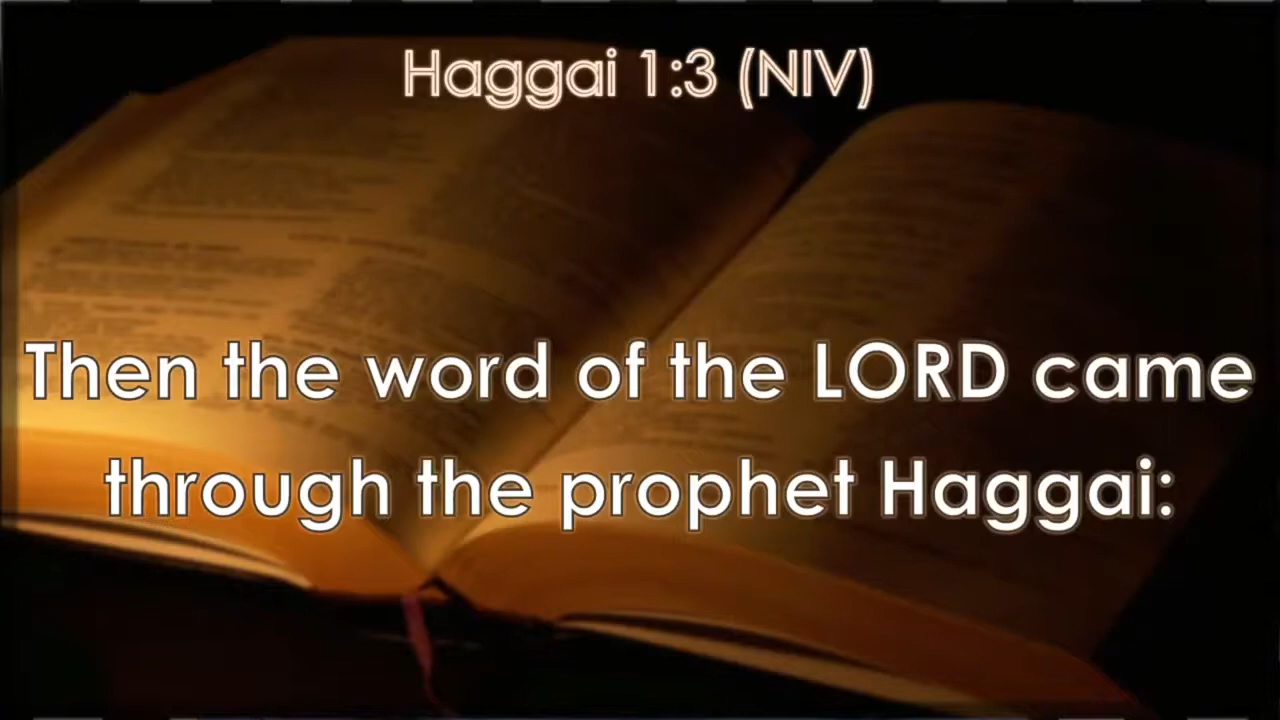 Haggai 1:3 (NIV)
Then the word of the LORD came
through the prophet Haggai: